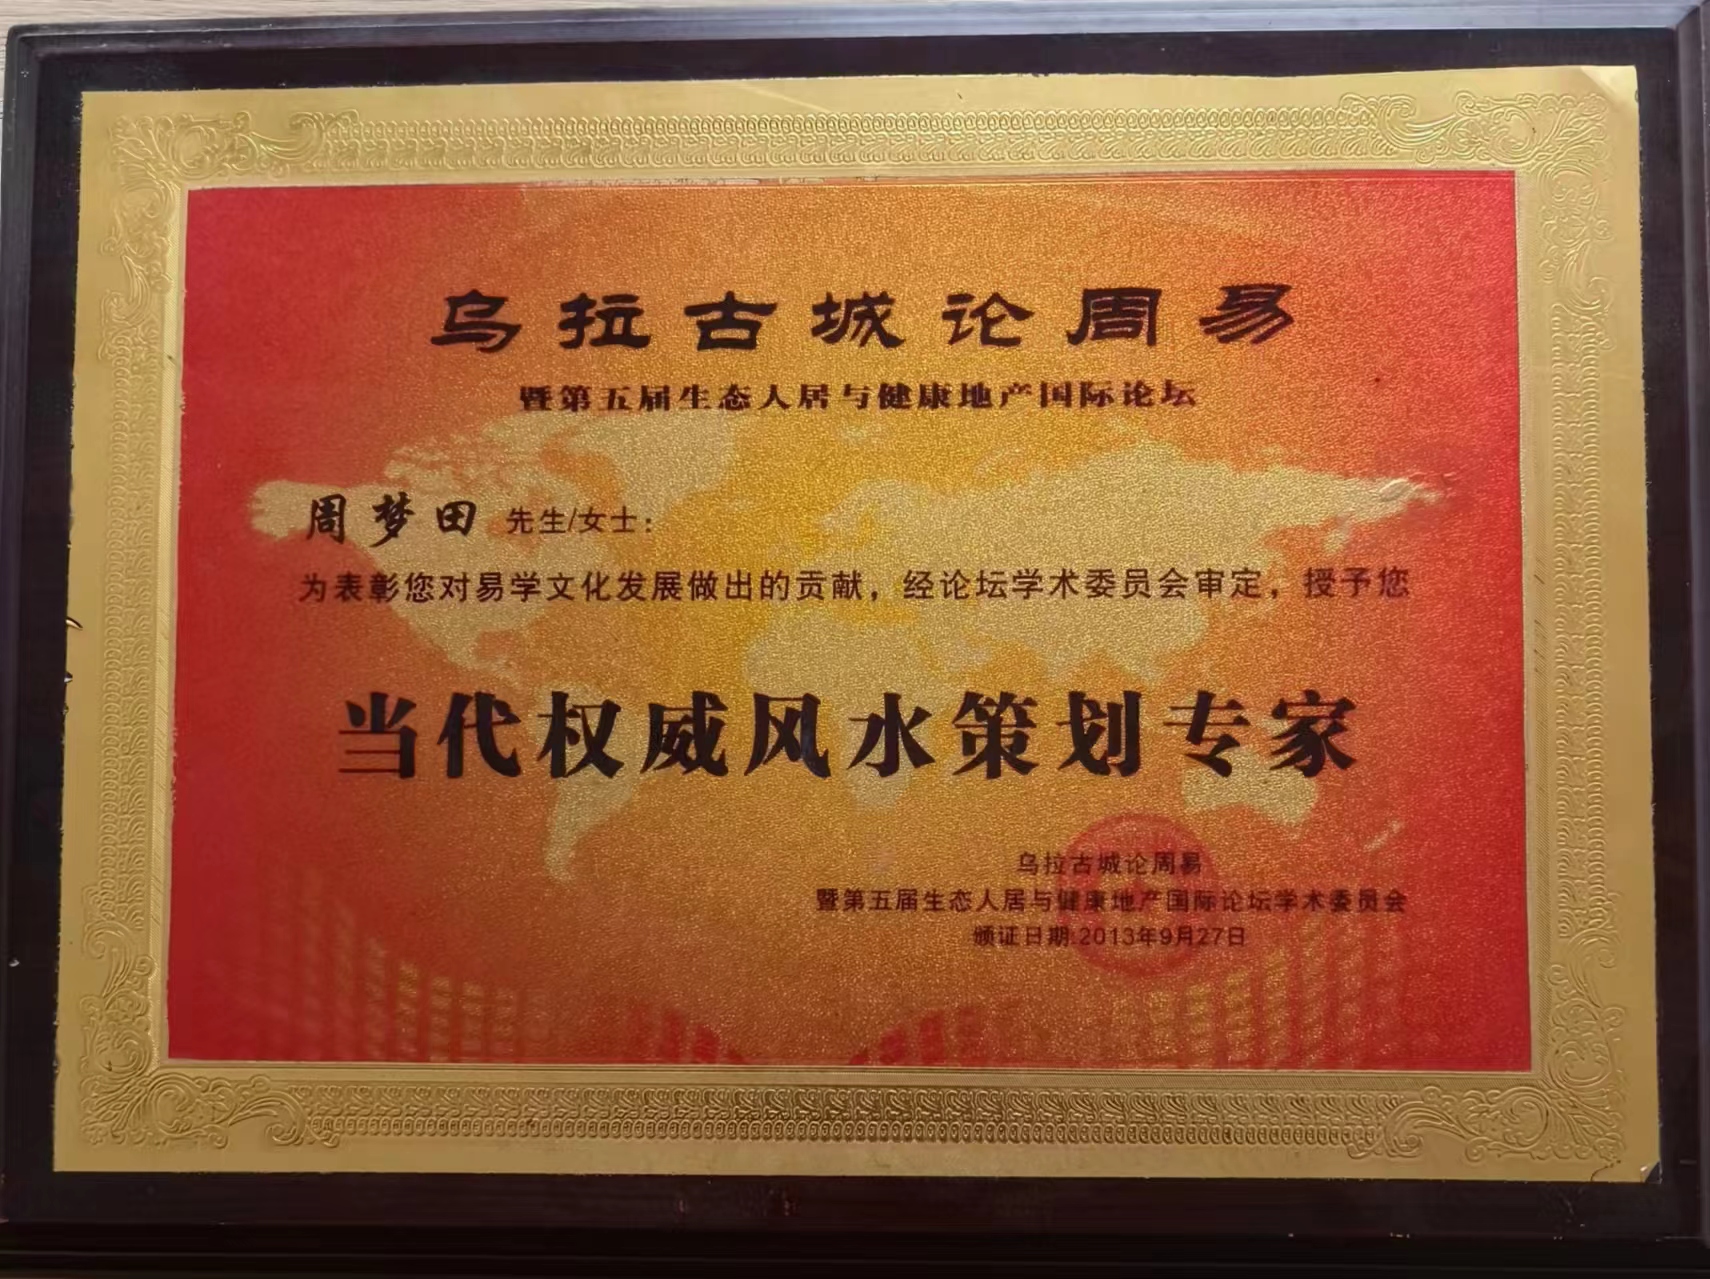 乌拉古城论周易
暨第五届生态人居与健康地产国际论坛
周梦田 先生/女士：
为表彰您对易学文化发展做出的贡献，经论坛学术委员会审定，授予您
当代权威风水策划专家
乌拉古城论周易
暨第五届生态人居与健康地产国际论坛学术委员会
颁证日期:2013年9月27日